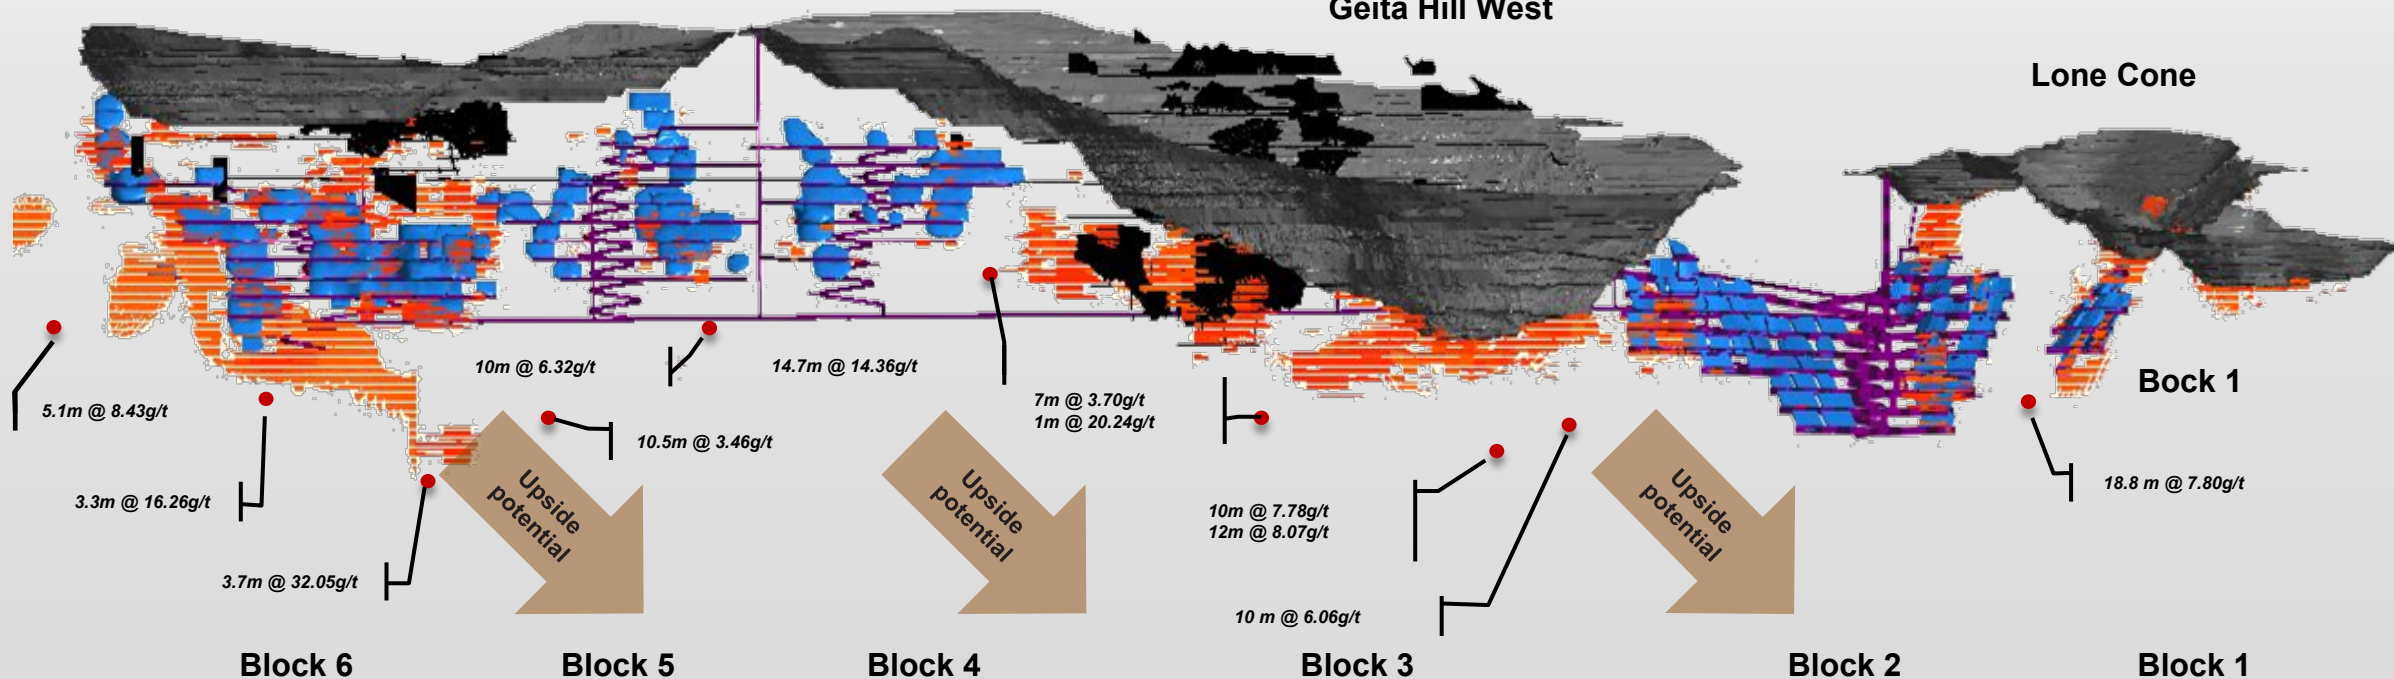 Geita Hill West
Lone Cone
Bock 1
10m @ 6.32g/t
14.7m @ 14.36g/t
5.1m @ 8.43g/t
7m @ 3.70g/t
1m @ 20.24g/t
10.5m @ 3.46g/t
3.3m @ 16.26g/t
18.8 m @ 7.80g/t
Upside
potential
Upside
potential
Upside
potential
10m @ 7.78g/t
12m @ 8.07g/t
3.7m @ 32.05g/t
10 m @ 6.06g/t
Block 6
Block 5
Block 4
Block 3
Block 2
Block 1